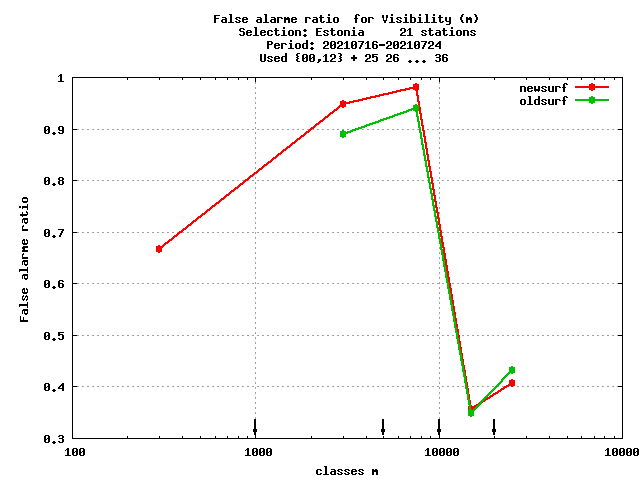 False alarme ratio  for Visibility (m)
Selection: Estonia     21 stations
Period: 20210716-20210724
Used {00,12} + 25 26 ... 36
newsurf
oldsurf
1
0.9
0.8
0.7
0.6
0.5
0.4
0.3
False alarme ratio
100
1000
10000
10000
classes m